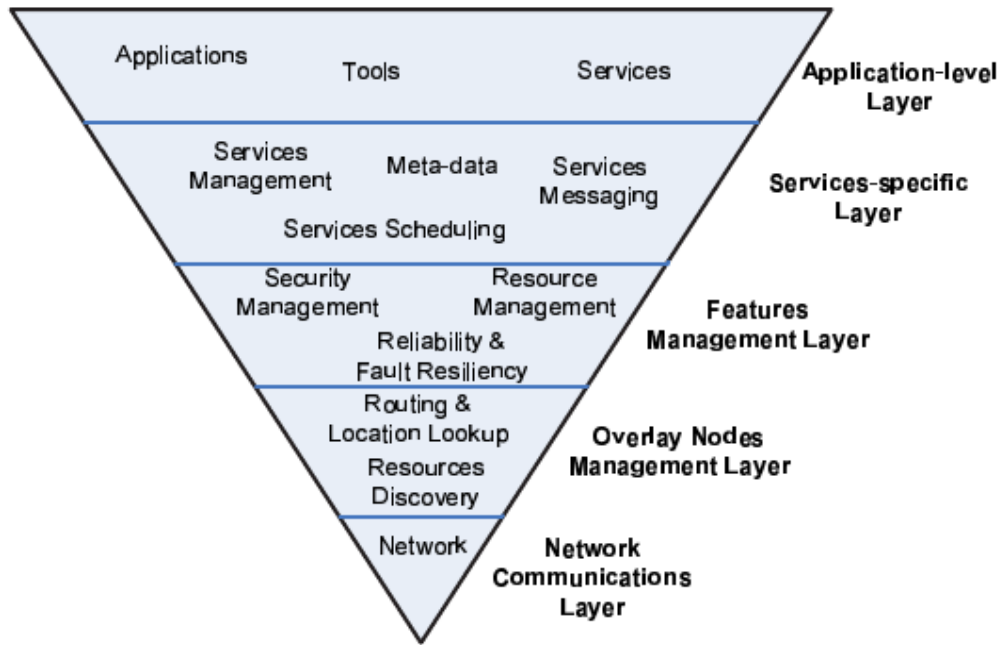 Applications
Tools
Services
Application-level
Layer
Services
Management
Meta-data
Services
Messaging
Services Scheduling
Services-specific
Layer
Security
Management
Resource
Management
Reliability &
Fault Resiliency
Features
Management Layer
Routing &
Location Lookup
Resources
Discovery
Overlay Nodes
Management Layer
Network
Network
Communications
Layer